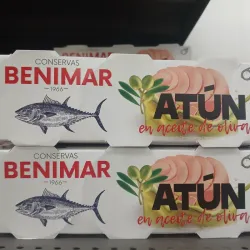 CONSERVAS
BENIMAR
1966
ATÚN
en aceite de oliva
CONSERVAS
BENIMAR
1966
ATÚN
en aceite de oliva